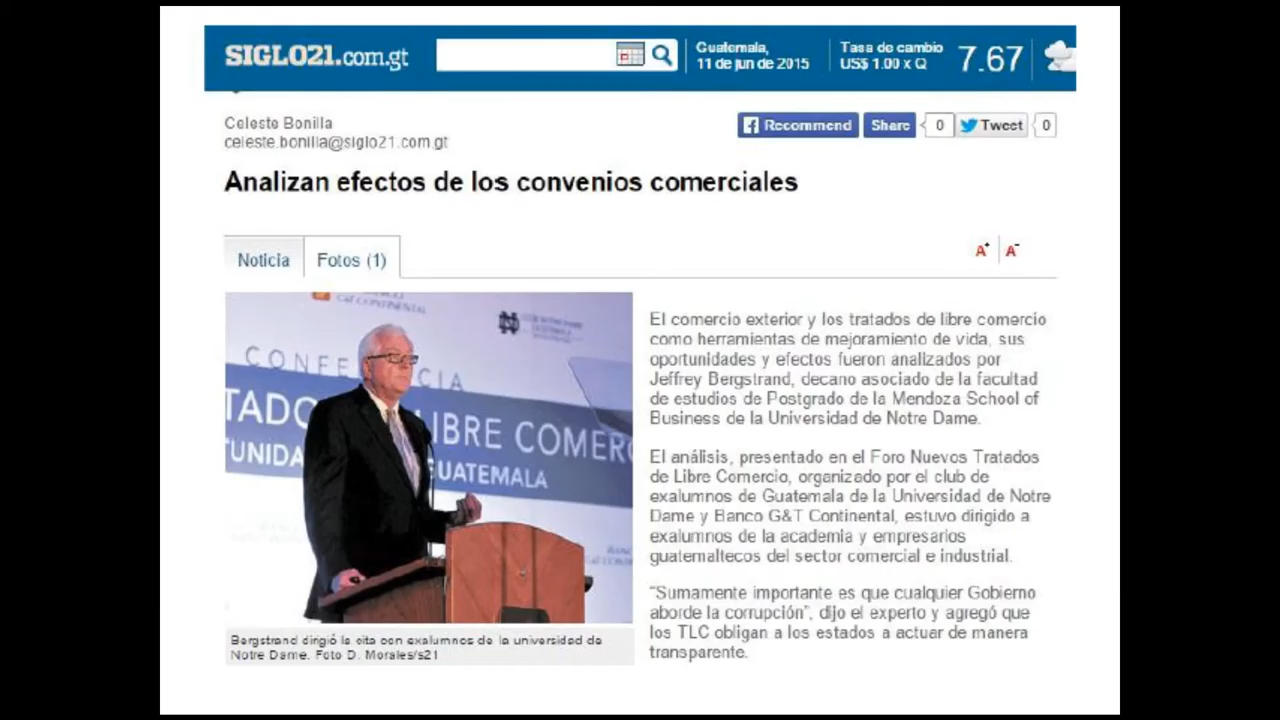 SIGLO21.com.gt
Guatemala,
11 de jun de 2015
Tasa de cambio
US$ 1.00 x Q
7.67
Celeste Bonilla
celeste.bonilla@siglo21.com.gt
Recommend
Share
0
Tweet
0
Analizan efectos de los convenios comerciales
Noticia
Fotos (1)
A+
A-
G&T CONTINENTAL
CONFERENCIA
TADO LIBRE COMERC
TUNIDA GUATEMALA
El comercio exterior y los tratados de libre comercio
como herramientas de mejoramiento de vida, sus
oportunidades y efectos fueron analizados por
Jeffrey Bergstrand, decano asociado de la facultad
de estudios de Postgrado de la Mendoza School of
Business de la Universidad de Notre Dame.
El análisis, presentado en el Foro Nuevos Tratados
de Libre Comercio, organizado por el club de
exalumnos de Guatemala de la Universidad de Notre
Dame y Banco G&T Continental, estuvo dirigido a
exalumnos de la academia y empresarios
guatemaltecos del sector comercial e industrial.
"Sumamente importante es que cualquier Gobierno
aborde la corrupción", dijo el experto y agregó que
los TLC obligan a los estados a actuar de manera
transparente.
Bergstrand dirigió la cita con exalumnos de la universidad de
Notre Dame. Foto D. Morales/s21